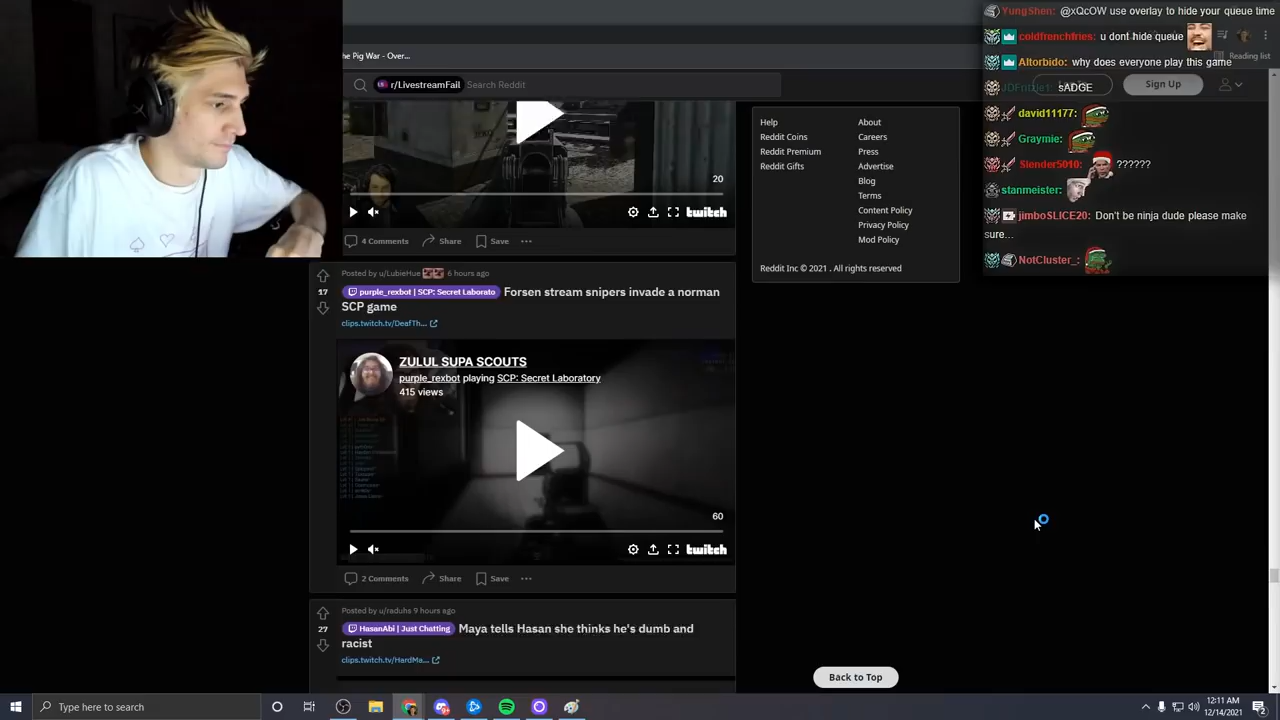 YungShen: @xQcOW use overlay to hide your queue time
coldfrenchfries: u dont hide queue
Altorbido: why does everyone play this game
sADGE
david11177:
Graymie:
Slender5010: ??????
stanmeister:
jimboSLICE20: Don't be ninja dude please make
sure...
NotCluster_:
he Pig War - Over...
Reading list
r/LivestreamFail Search Reddit
Sign Up
20
twitch
4 Comments Share Save
Posted by u/LubieHue 6 hours ago
17
purple_rexbot | SCP: Secret Laborato Forsen stream snipers invade a norman
SCP game
clips.twitch.tv/DeafTh...
ZULUL SUPA SCOUTS
purple_rexbot playing SCP: Secret Laboratory
415 views
60
twitch
2 Comments Share Save
Posted by u/raduhs 9 hours ago
27
HasanAbi | Just Chatting Maya tells Hasan she thinks he's dumb and
racist
clips.twitch.tv/HardMa...
Help About
Reddit Coins Careers
Reddit Premium Press
Reddit Gifts Advertise
Blog
Terms
Content Policy
Privacy Policy
Mod Policy
Reddit Inc © 2021 . All rights reserved
Back to Top
Type here to search
12:11 AM
12/14/2021
2